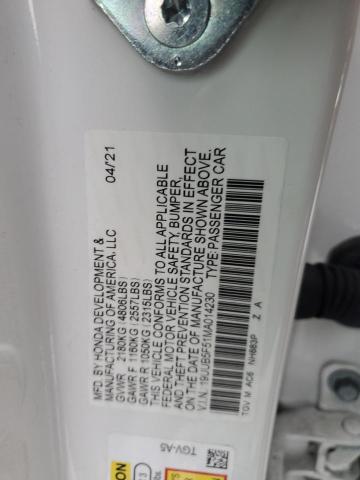 MFD. BY HONDA DEVELOPMENT & 04/21
MANUFACTURING OF AMERICA, LLC
GVWR 2180KG (4806LBS)
GAWR F 1160KG (2557LBS)
GAWR R 1050KG (2315LBS)
THIS VEHICLE CONFORMS TO ALL APPLICABLE
FEDERAL MOTOR VEHICLE SAFETY, BUMPER,
AND THEFT PREVENTION STANDARDS IN EFFECT
ON THE DATE OF MANUFACTURE SHOWN ABOVE.
V.I.N. 19UUB5F51MA014230 TYPE:PASSENGER CAR
TGV M AC6 NH883P Z A
TGV-A5